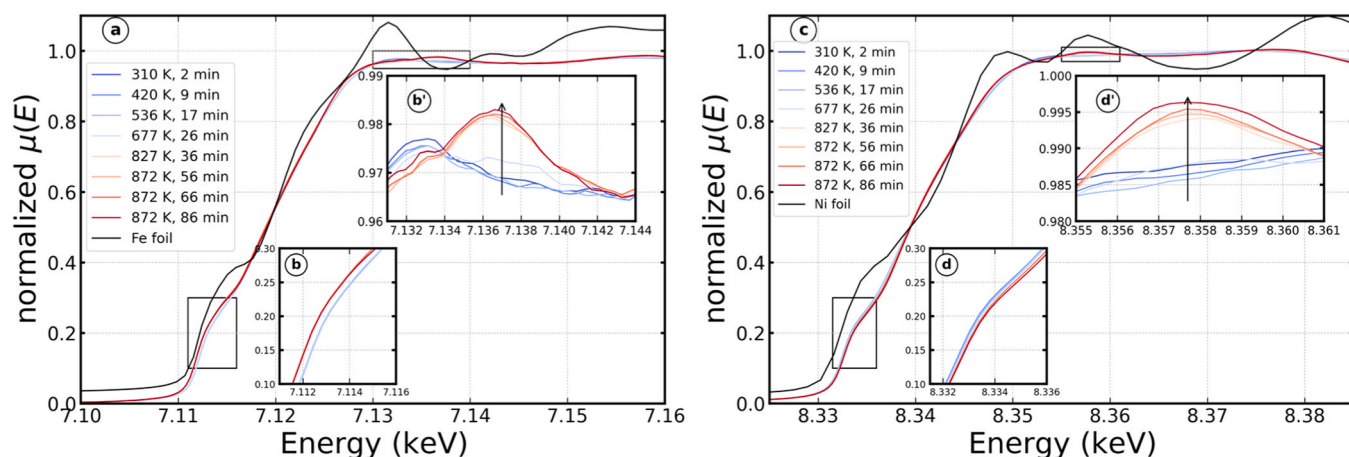 a
normalized μ(E)
1.0
0.8
0.6
0.4
0.2
0.0
310 K, 2 min
420 K, 9 min
536 K, 17 min
677 K, 26 min
827 K, 36 min
872 K, 56 min
872 K, 66 min
872 K, 86 min
Fe foil
b'
0.99
0.98
0.97
0.96
7.132 7.134 7.136 7.138 7.140 7.142 7.144
b
0.30
0.25
0.20
0.15
0.10
7.112 7.114 7.116
7.10 7.11 7.12 7.13 7.14 7.15 7.16
Energy (keV)
c
normalized μ(E)
1.0
0.8
0.6
0.4
0.2
0.0
310 K, 2 min
420 K, 9 min
536 K, 17 min
677 K, 26 min
827 K, 36 min
872 K, 56 min
872 K, 66 min
872 K, 86 min
Ni foil
d'
1.000
0.995
0.990
0.985
0.980
8.355 8.356 8.357 8.358 8.359 8.360 8.361
d
0.30
0.25
0.20
0.15
0.10
8.332 8.334 8.336
8.33 8.34 8.35 8.36 8.37 8.38
Energy (keV)